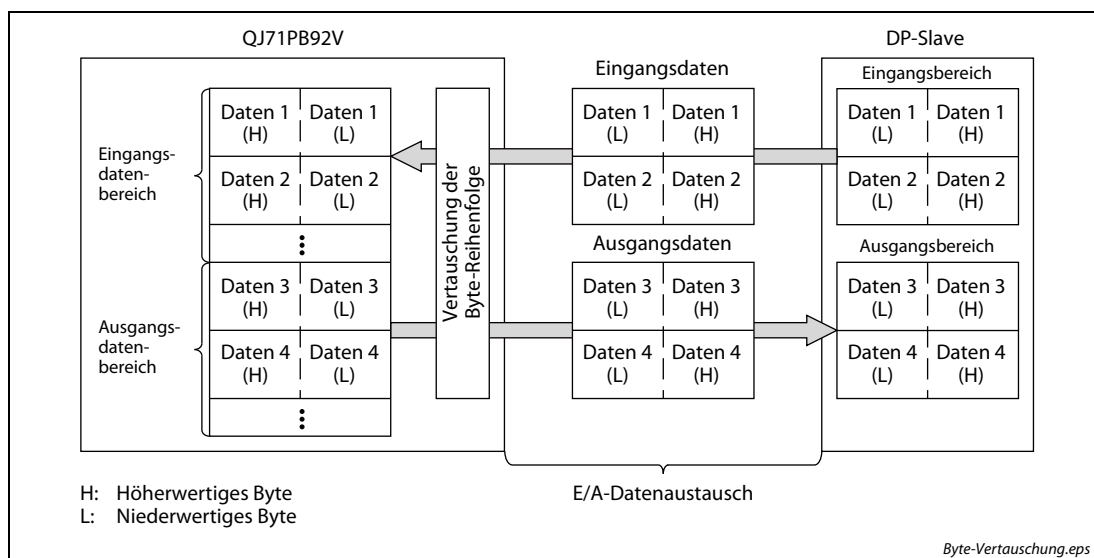 QJ71PB92V
DP-Slave
Eingangsdaten
Eingangsbereich
Daten 1 (H) Daten 1 (L)
Daten 2 (H) Daten 2 (L)
Eingangs-
daten-
bereich
Vertauschung der
Byte-Reihenfolge
Daten 1 (L) Daten 1 (H)
Daten 2 (L) Daten 2 (H)
Daten 1 (L) Daten 1 (H)
Daten 2 (L) Daten 2 (H)
Ausgangsdaten
Ausgangsbereich
Daten 3 (H) Daten 3 (L)
Daten 4 (H) Daten 4 (L)
Ausgangs-
daten-
bereich
Daten 3 (L) Daten 3 (H)
Daten 4 (L) Daten 4 (H)
Daten 3 (L) Daten 3 (H)
Daten 4 (L) Daten 4 (H)
E/A-Datenaustausch
H: Höherwertiges Byte
L: Niederwertiges Byte
Byte-Vertauschung.eps